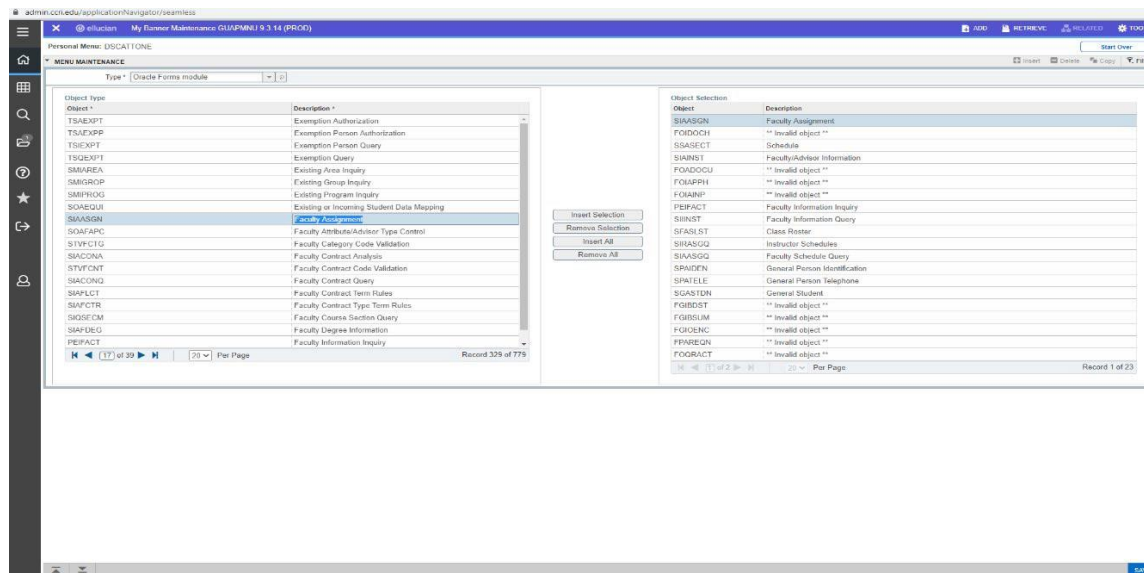 admin.ccri.edu/applicationNavigator/seamless
ellucian My Banner Maintenance GUAPMNU 9.3.14 (PROD) ADD RETRIEVE RELATED TOO
Personal Menu: DSCATTONE Start Over
MENU MAINTENANCE Insert Delete Copy Fil
Type * Oracle Forms module
Object Type Object Selection
Object * Description * Object Description
TSAEXPT Exemption Authorization SIAASGN Faculty Assignment
TSAEXPP Exemption Person Authorization FOIDOCH ** Invalid object **
TSIEXPT Exemption Person Query SSASECT Schedule
TSQEXPT Exemption Query SIAINST Faculty/Advisor Information
SMIAREA Existing Area Inquiry FOADOCU ** Invalid object **
SMIGROP Existing Group Inquiry FOIAPPH ** Invalid object **
SMIPROG Existing Program Inquiry FOIAINP ** Invalid object **
SOAEQUI Existing or Incoming Student Data Mapping PEIFACT Faculty Information Inquiry
SIAASGN Faculty Assignment SIIINST Faculty Information Query
SOAFAPC Faculty Attribute/Advisor Type Control SFASLST Class Roster
STVFCTG Faculty Category Code Validation SIRASGQ Instructor Schedules
SIACONA Faculty Contract Analysis SIAASGQ Faculty Schedule Query
STVFCNT Faculty Contract Code Validation SPAIDEN General Person Identification
SIACONQ Faculty Contract Query SPATELE General Person Telephone
SIAFLCT Faculty Contract Term Rules SGASTDN General Student
SIAFCTR Faculty Contract Type Term Rules FGIBDST ** Invalid object **
SIQSECM Faculty Course Section Query FGIBSUM ** Invalid object **
SIAFDEG Faculty Degree Information FGIOENC ** Invalid object **
PEIFACT Faculty Information Inquiry FPAREQN ** Invalid object **
17 of 39 20 Per Page Record 329 of 779 FOQRACT ** Invalid object **
1 of 2 20 Per Page Record 1 of 23
Insert Selection
Remove Selection
Insert All
Remove All
SA